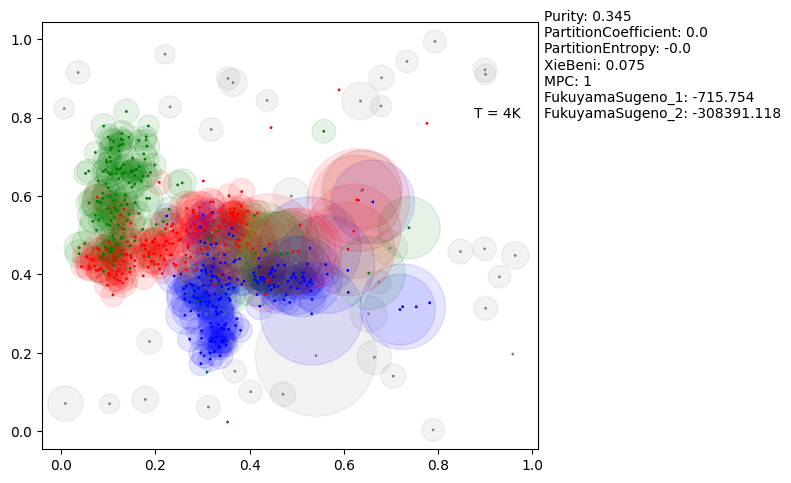 Purity: 0.345
PartitionCoefficient: 0.0
PartitionEntropy: -0.0
XieBeni: 0.075
MPC: 1
FukuyamaSugeno_1: -715.754
FukuyamaSugeno_2: -308391.118
T = 4K
1.0
0.8
0.6
0.4
0.2
0.0
0.0 0.2 0.4 0.6 0.8 1.0